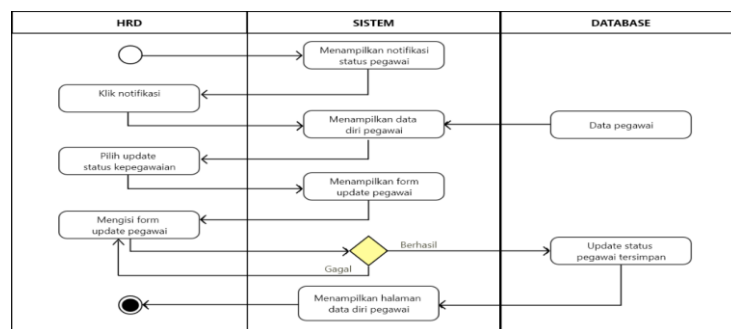 HRD
SISTEM
DATABASE
Menampilkan notifikasi
status pegawai
Klik notifikasi
Menampilkan data
diri pegawai
Data pegawai
Pilih update
status kepegawaian
Menampilkan form
update pegawai
Mengisi form
update pegawai
Berhasil
Update status
pegawai tersimpan
Gagal
Menampilkan halaman
data diri pegawai